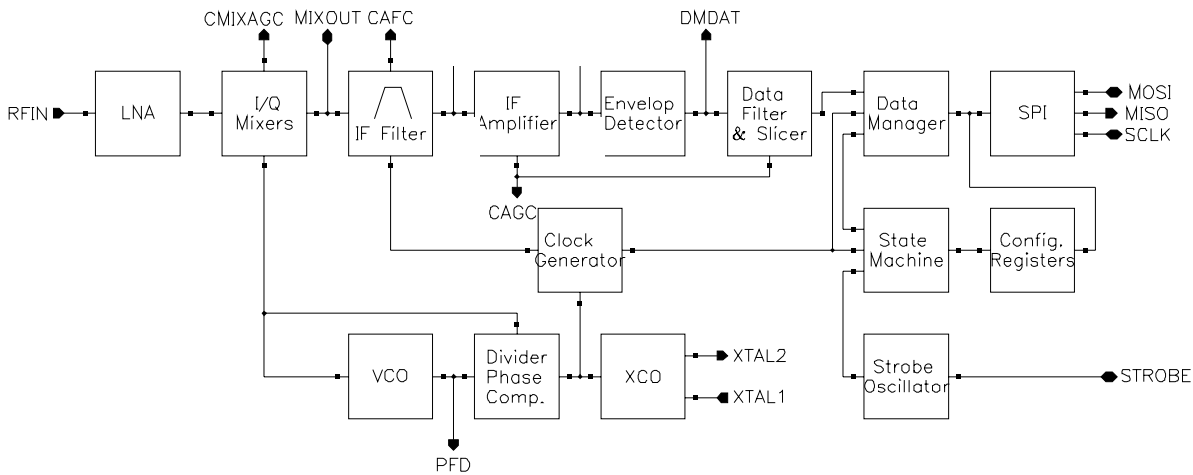 CMIXAGC MIXOUT CAFC DMDAT
RFIN
LNA
I/Q
Mixers
IF Filter
IF
Amplifier
Envelop
Detector
Data
Filter
& Slicer
Data
Manager
SPI
MOSI
MISO
SCLK
CAGC
Clock
Generator
State
Machine
Config.
Registers
VCO
Divider
Phase
Comp.
XCO
XTAL2
XTAL1
Strobe
Oscillator
STROBE
PFD